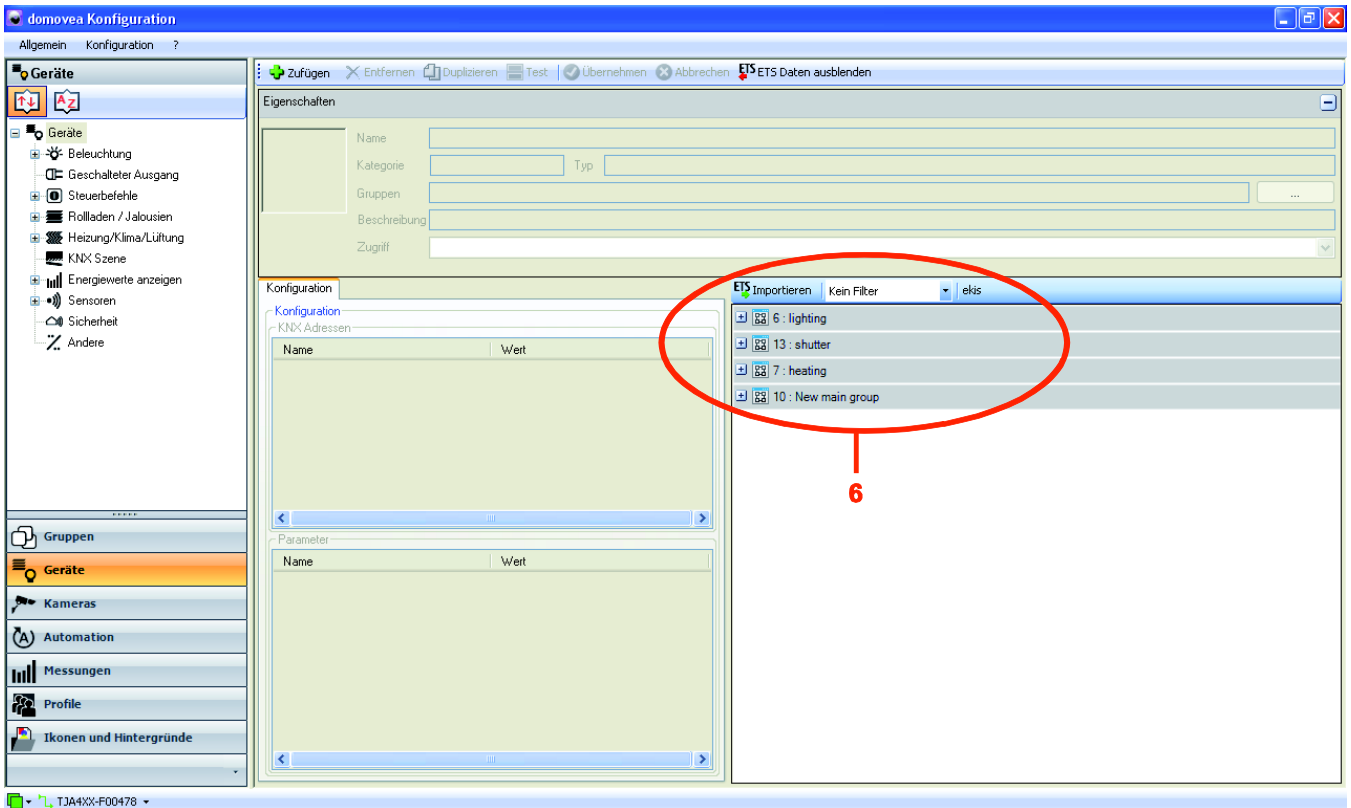 domovea Konfiguration
Allgemein Konfiguration ?
Geräte
Zufügen Entfernen Duplizieren Test Übernehmen Abbrechen ETS ETS Daten ausblenden
A Z
Geräte
Beleuchtung
Geschalteter Ausgang
Steuerbefehle
Rollladen / Jalousien
Heizung/Klima/Lüftung
KNX Szene
Energiewerte anzeigen
Sensoren
Sicherheit
Andere
Gruppen
Geräte
Kameras
Automation
Messungen
Profile
Ikonen und Hintergründe
Eigenschaften
Name
Kategorie Typ
Gruppen ...
Beschreibung
Zugriff
Konfiguration
Konfiguration
KNX Adressen
Name Wert
Parameter
Name Wert
ETS Importieren Kein Filter ekis
6 : lighting
13 : shutter
7 : heating
10 : New main group
6
TJA4XX-F00478